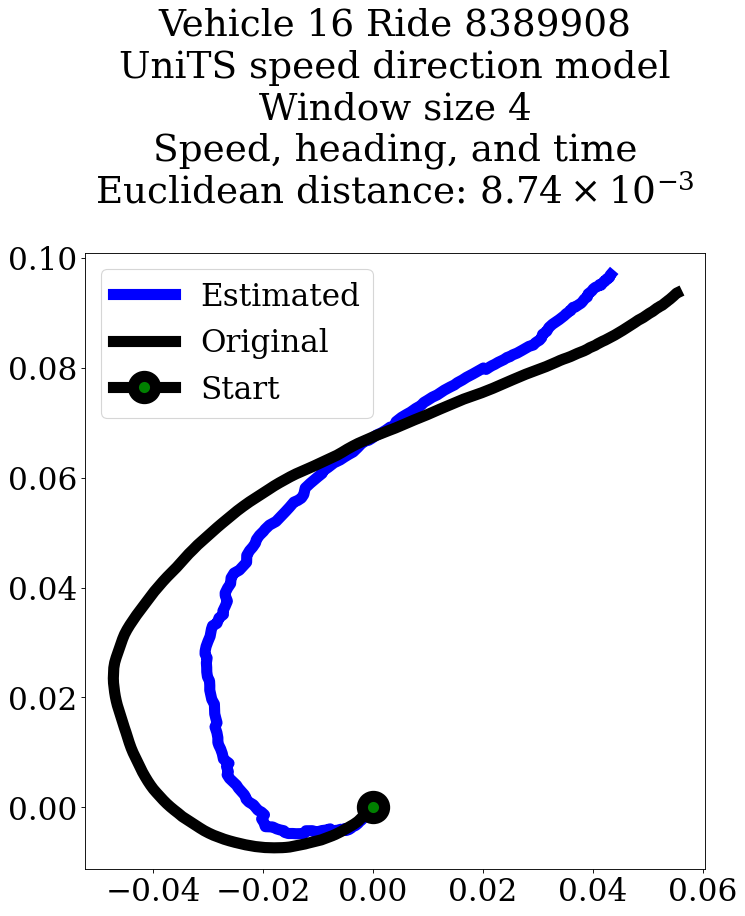 Vehicle 16 Ride 8389908
UniTS speed direction model
Window size 4
Speed, heading, and time
Euclidean distance: 8.74 × 10⁻³
Estimated
Original
Start
0.10
0.08
0.06
0.04
0.02
0.00
−0.04 −0.02 0.00 0.02 0.04 0.06